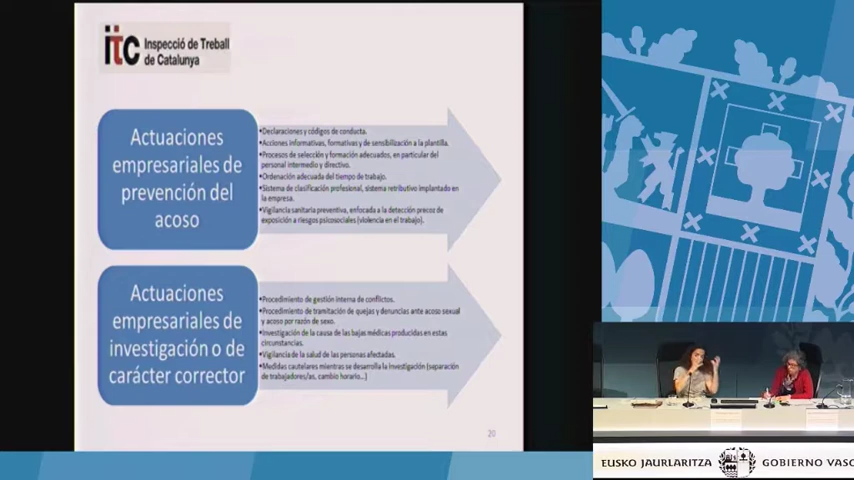 itc Inspecció de Treball
de Catalunya
Actuaciones
empresariales de
prevención del
acoso
•Declaraciones y códigos de conducta.
•Acciones informativas, formativas y de sensibilización a la plantilla.
•Procesos de selección y formación adecuados, en particular del
personal intermedio y directivo.
•Ordenación adecuada del tiempo de trabajo.
•Sistema de clasificación profesional, sistema retributivo implantado en
la empresa.
•Vigilancia sanitaria preventiva, enfocada a la detección precoz de
exposición a riesgos psicosociales (violencia en el trabajo).
Actuaciones
empresariales de
investigación o de
carácter corrector
•Procedimiento de gestión interna de conflictos.
•Procedimiento de tramitación de quejas y denuncias ante acoso sexual
y acoso por razón de sexo.
•Investigación de la causa de las bajas médicas producidas en estas
circunstancias.
•Vigilancia de la salud de las personas afectadas.
•Medidas cautelares mientras se desarrolla la investigación (separación
de trabajadores/as, cambio horario...)
20
EUSKO JAURLARITZA GOBIERNO VASC